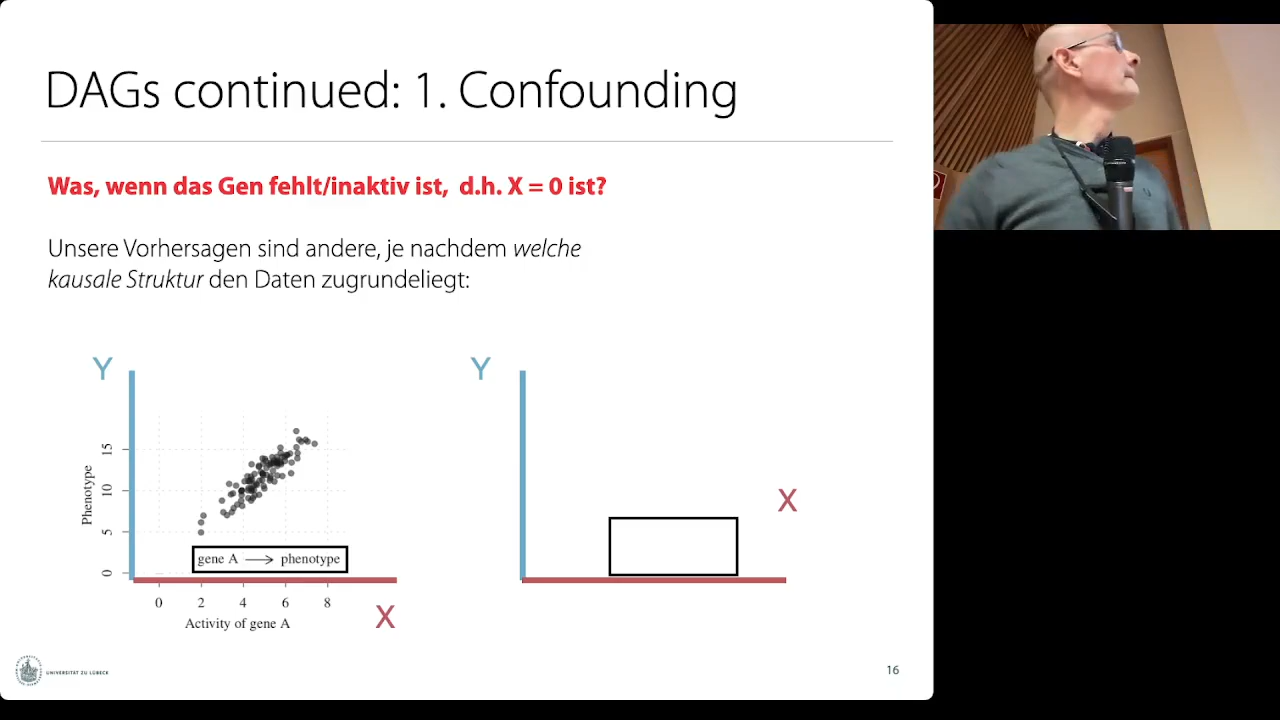 DAGs continued: 1. Confounding
Was, wenn das Gen fehlt/inaktiv ist, d.h. X = 0 ist?
Unsere Vorhersagen sind andere, je nachdem welche
kausale Struktur den Daten zugrundeliegt:
Y
15
10
5
0
Phenotype
gene A → phenotype
0 2 4 6 8
Activity of gene A
X
Y
X
UNIVERSITÄT ZU LÜBECK
16